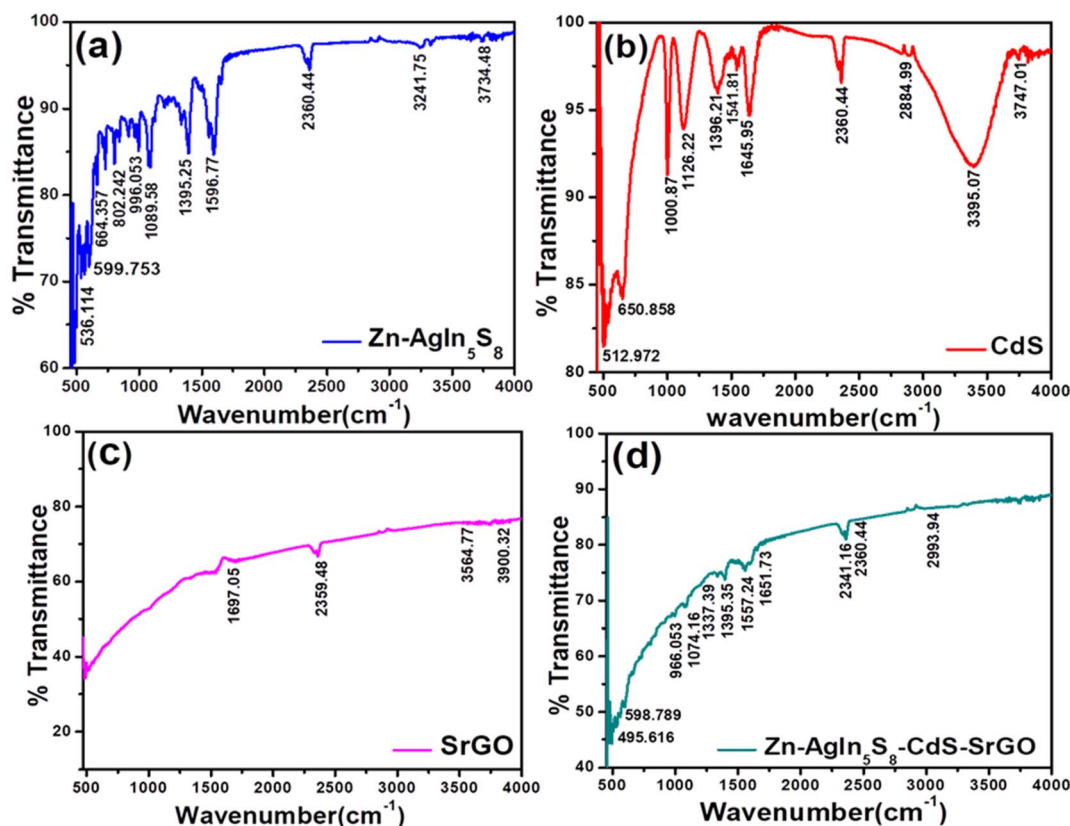 (a)
100
90
80
70
60
% Transmittance
536.114
599.753
664.357
802.242
996.053
1089.58
1395.25
1596.77
2360.44
3241.75
3734.48
Zn-AgIn5S8
500 1000 1500 2000 2500 3000 3500 4000
Wavenumber(cm-1)
(b)
100
95
90
85
80
% Transmittance
512.972
650.858
1000.87
1126.22
1396.21
1541.81
1645.95
2360.44
2884.99
3395.07
3747.01
CdS
500 1000 1500 2000 2500 3000 3500 4000
wavenumber(cm-1)
(c)
100
80
60
40
20
% Transmittance
1697.05
2359.48
3564.77
3900.32
SrGO
500 1000 1500 2000 2500 3000 3500 4000
Wavenumber(cm-1)
(d)
100
90
80
70
60
50
40
% Transmittance
495.616
598.789
966.053
1074.16
1337.39
1395.35
1557.24
1651.73
2341.16
2360.44
2993.94
Zn-AgIn5S8-CdS-SrGO
500 1000 1500 2000 2500 3000 3500 4000
Wavenumber(cm-1)